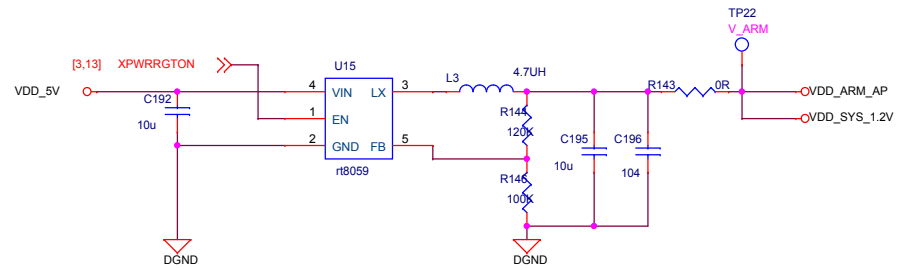 TP22
V_ARM
[3,13] XPWRRGTON
U15
L3 4.7UH
R143 0R
VDD_5V
4 VIN LX 3
VDD_ARM_AP
C192
10u
1 EN
R144
120K
VDD_SYS_1.2V
2 GND FB 5
C195
10u
C196
104
rt8059
R146
100K
DGND
DGND